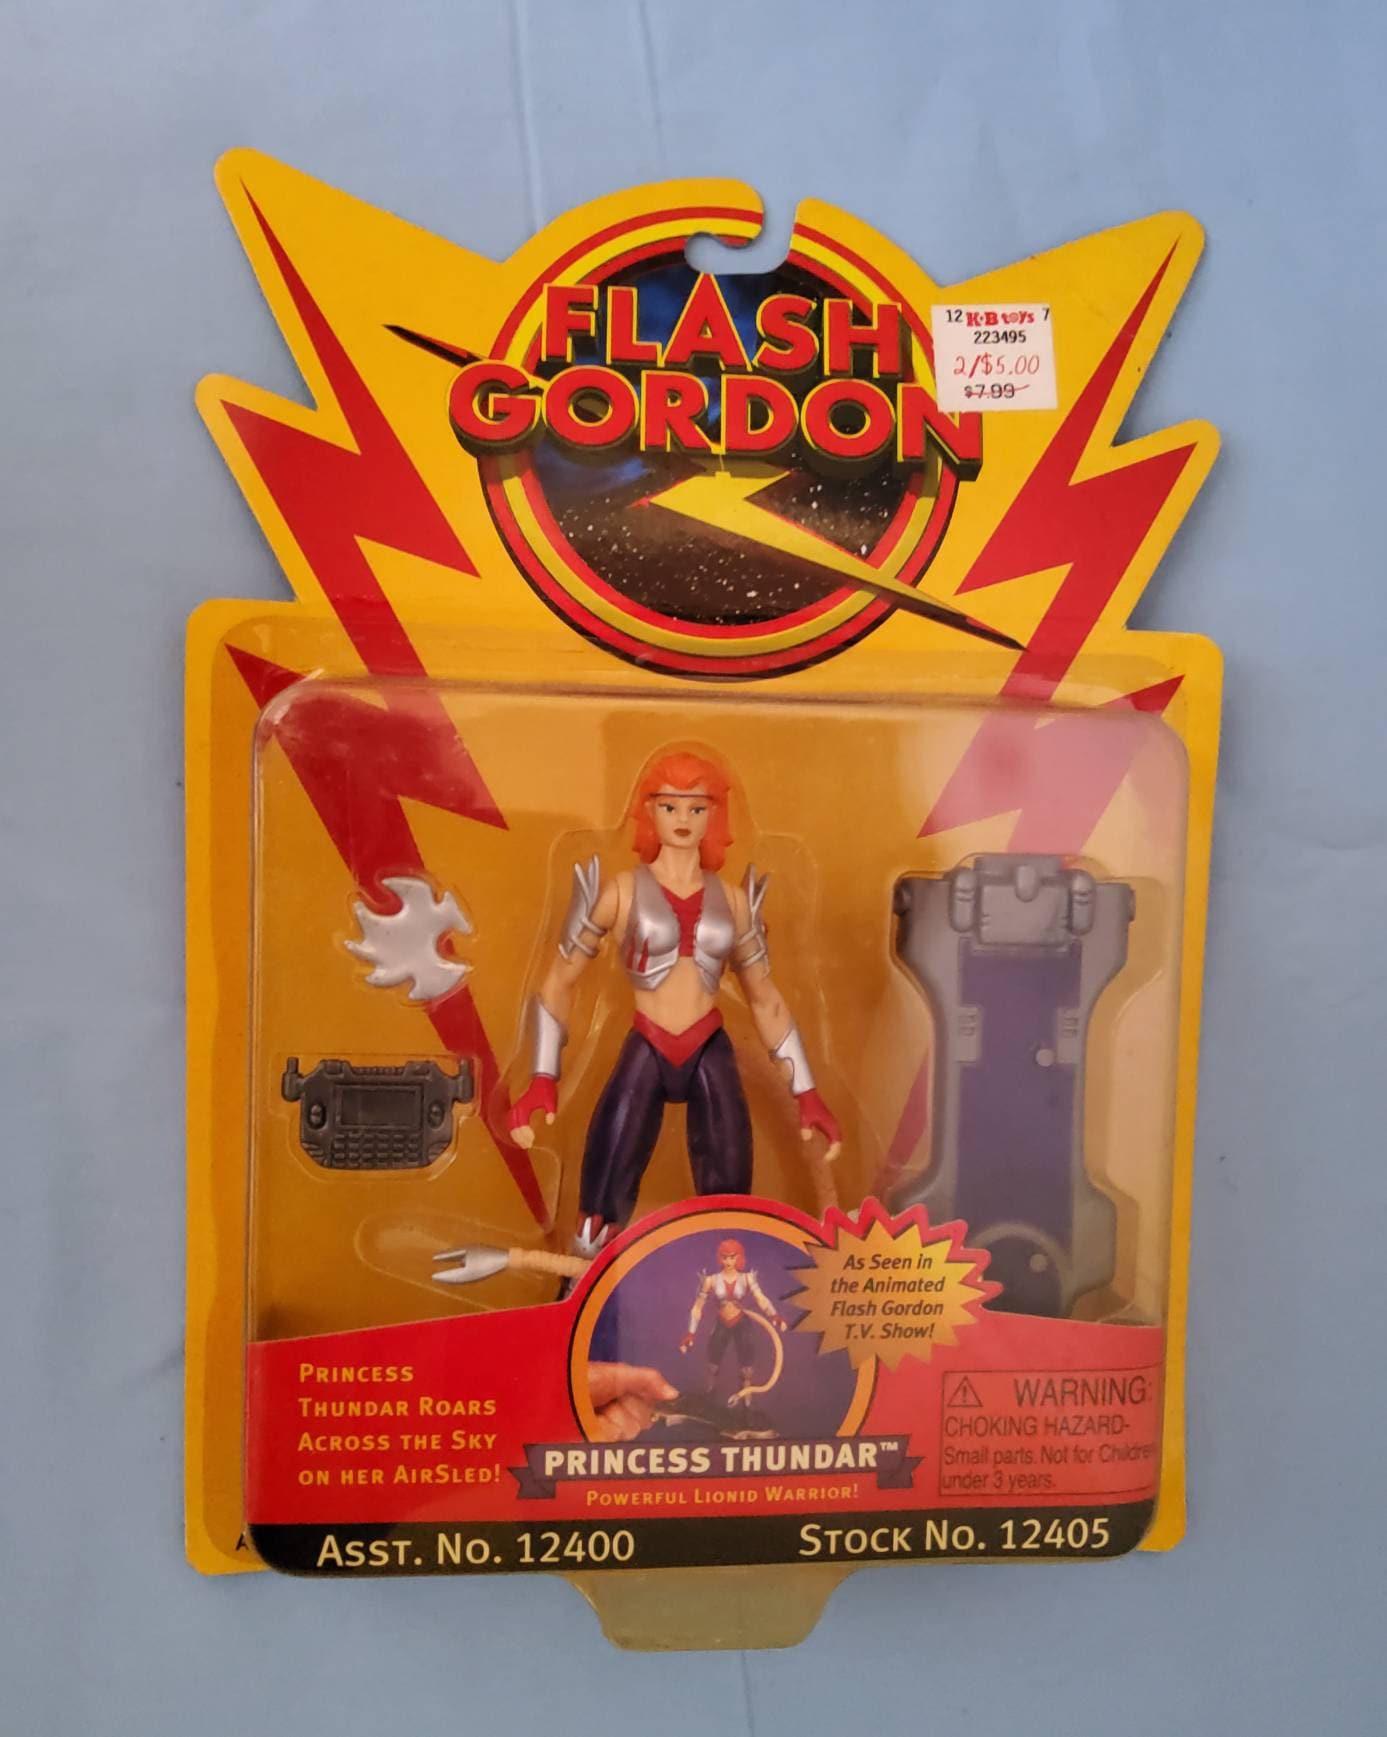 FLASH
GORDON
12 K·B toys 7
223495
2/$5.00
$7.99
As Seen in
the Animated
Flash Gordon
T.V. Show!
PRINCESS
THUNDAR ROARS
ACROSS THE SKY
ON HER AIRSLED!
PRINCESS THUNDAR™
POWERFUL LIONID WARRIOR!
WARNING:
CHOKING HAZARD-
Small parts. Not for
under 3 years.
ASST. NO. 12400
STOCK NO. 12405